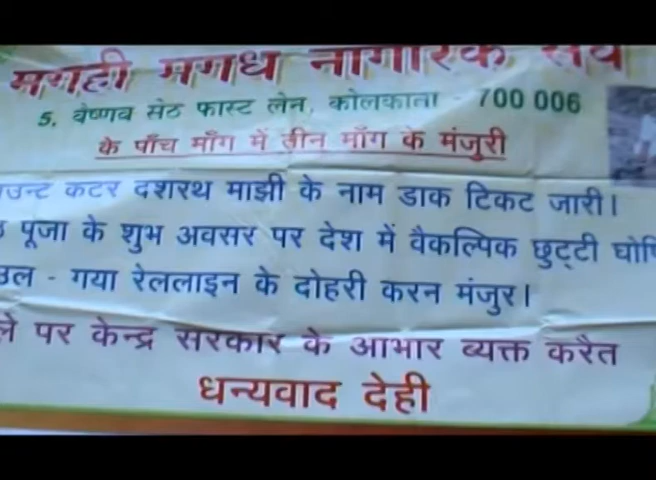 मगही मगध नागरिक संघ
5, वैष्णव सेठ फास्ट लेन, कोलकाता - 700 006
के पाँच माँग में तीन माँग के मंजुरी
उन्ट कटर दशरथ माझी के नाम डाक टिकट जारी।
पूजा के शुभ अवसर पर देश में वैकल्पिक छुट्टी घोषि
उल - गया रेललाइन के दोहरी करन मंजुर।
ले पर केन्द्र सरकार के आभार व्यक्त करैत
धन्यवाद देही